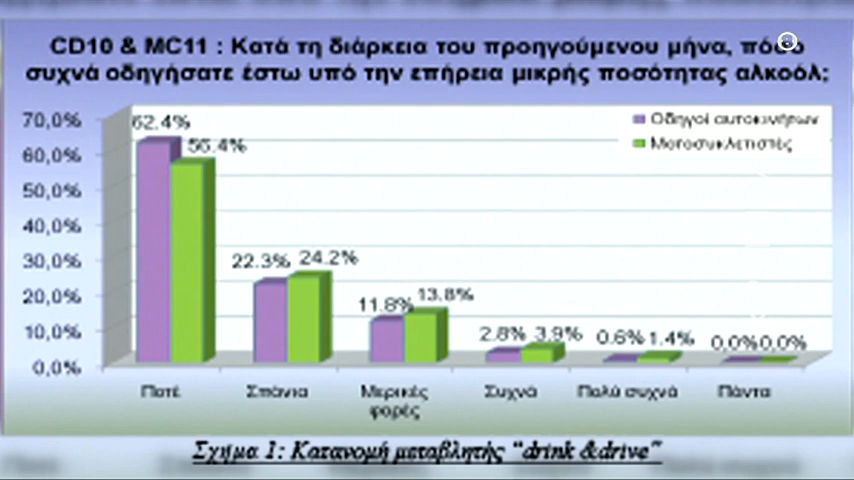 CD10 & MC11 : Κατά τη διάρκεια του προηγούμενου μήνα, πόσο
συχνά οδηγήσατε έστω υπό την επήρεια μικρής ποσότητας αλκοόλ;
70,0%
60,0%
50,0%
40,0%
30,0%
20,0%
10,0%
0,0%
62.4%
56.4%
22.3%
24.2%
11.8%
13.8%
2.8%
3.9%
0.6%
1.4%
0,0%
0,0%
Οδηγοί αυτοκινήτων
Μοτοσυκλετιστές
Ποτέ
Σπάνια
Μερικές
φορές
Συχνά
Πολύ συχνά
Πάντα
Σχήμα 1: Κατανομή μεταβλητής "drink &drive"